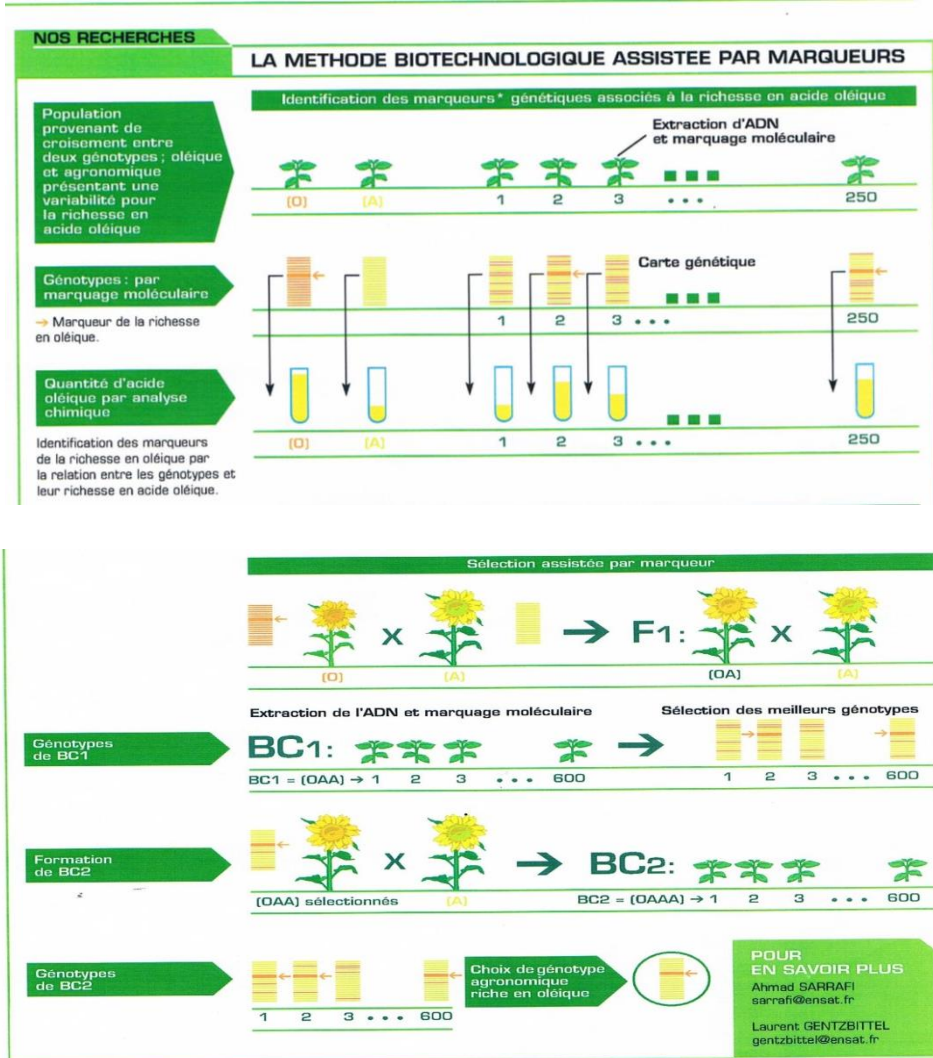 NOS RECHERCHES
LA METHODE BIOTECHNOLOGIQUE ASSISTEE PAR MARQUEURS
Identification des marqueurs* génétiques associés à la richesse en acide oléique
Population
provenant de
croisement entre
deux génotypes ; oléique
et agronomique
présentant une
variabilité pour
la richesse en
acide oléique
Extraction d'ADN
et marquage moléculaire
(O) (A) 1 2 3 • • • 250
Génotypes : par
marquage moléculaire
→ Marqueur de la richesse
en oléique.
Carte génétique
1 2 3 • • • 250
Quantité d'acide
oléique par analyse
chimique
Identification des marqueurs
de la richesse en oléique par
la relation entre les génotypes et
leur richesse en acide oléique.
(O) (A) 1 2 3 • • • 250
Sélection assistée par marqueur
X → F1: X
(O) (A) (OA) (A)
Extraction de l'ADN et marquage moléculaire
Sélection des meilleurs génotypes
Génotypes
de BC1
BC1: →
BC1 = (OAA) → 1 2 3 • • • 600
1 2 3 • • • 600
Formation
de BC2
X → BC2:
(OAA) sélectionnés (A) BC2 = (OAAA) → 1 2 3 • • • 600
Génotypes
de BC2
1 2 3 • • • 600
Choix de génotype
agronomique
riche en oléique
POUR
EN SAVOIR PLUS
Ahmad SARRAFI
sarrafi@ensat.fr
Laurent GENTZBITTEL
gentzbittel@ensat.fr